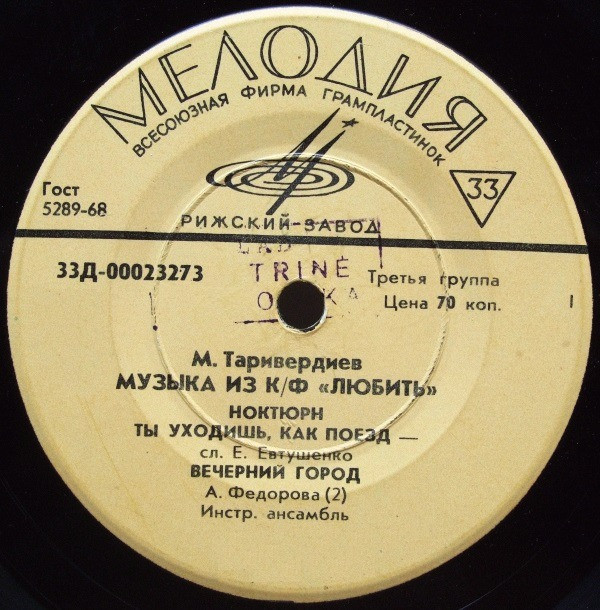 МЕЛОДИЯ
ВСЕСОЮЗНАЯ ФИРМА ГРАМПЛАСТИНОК
33
Гост
5289-68
РИЖСКИЙ ЗАВОД
TRINE
33Д-00023273
Третья группа
Цена 70 коп.
I
М. Таривердиев
МУЗЫКА ИЗ К/Ф «ЛЮБИТЬ»
НОКТЮРН
ТЫ УХОДИШЬ, КАК ПОЕЗД —
сл. Е. Евтушенко
ВЕЧЕРНИЙ ГОРОД
А. Федорова (2)
Инстр. ансамбль